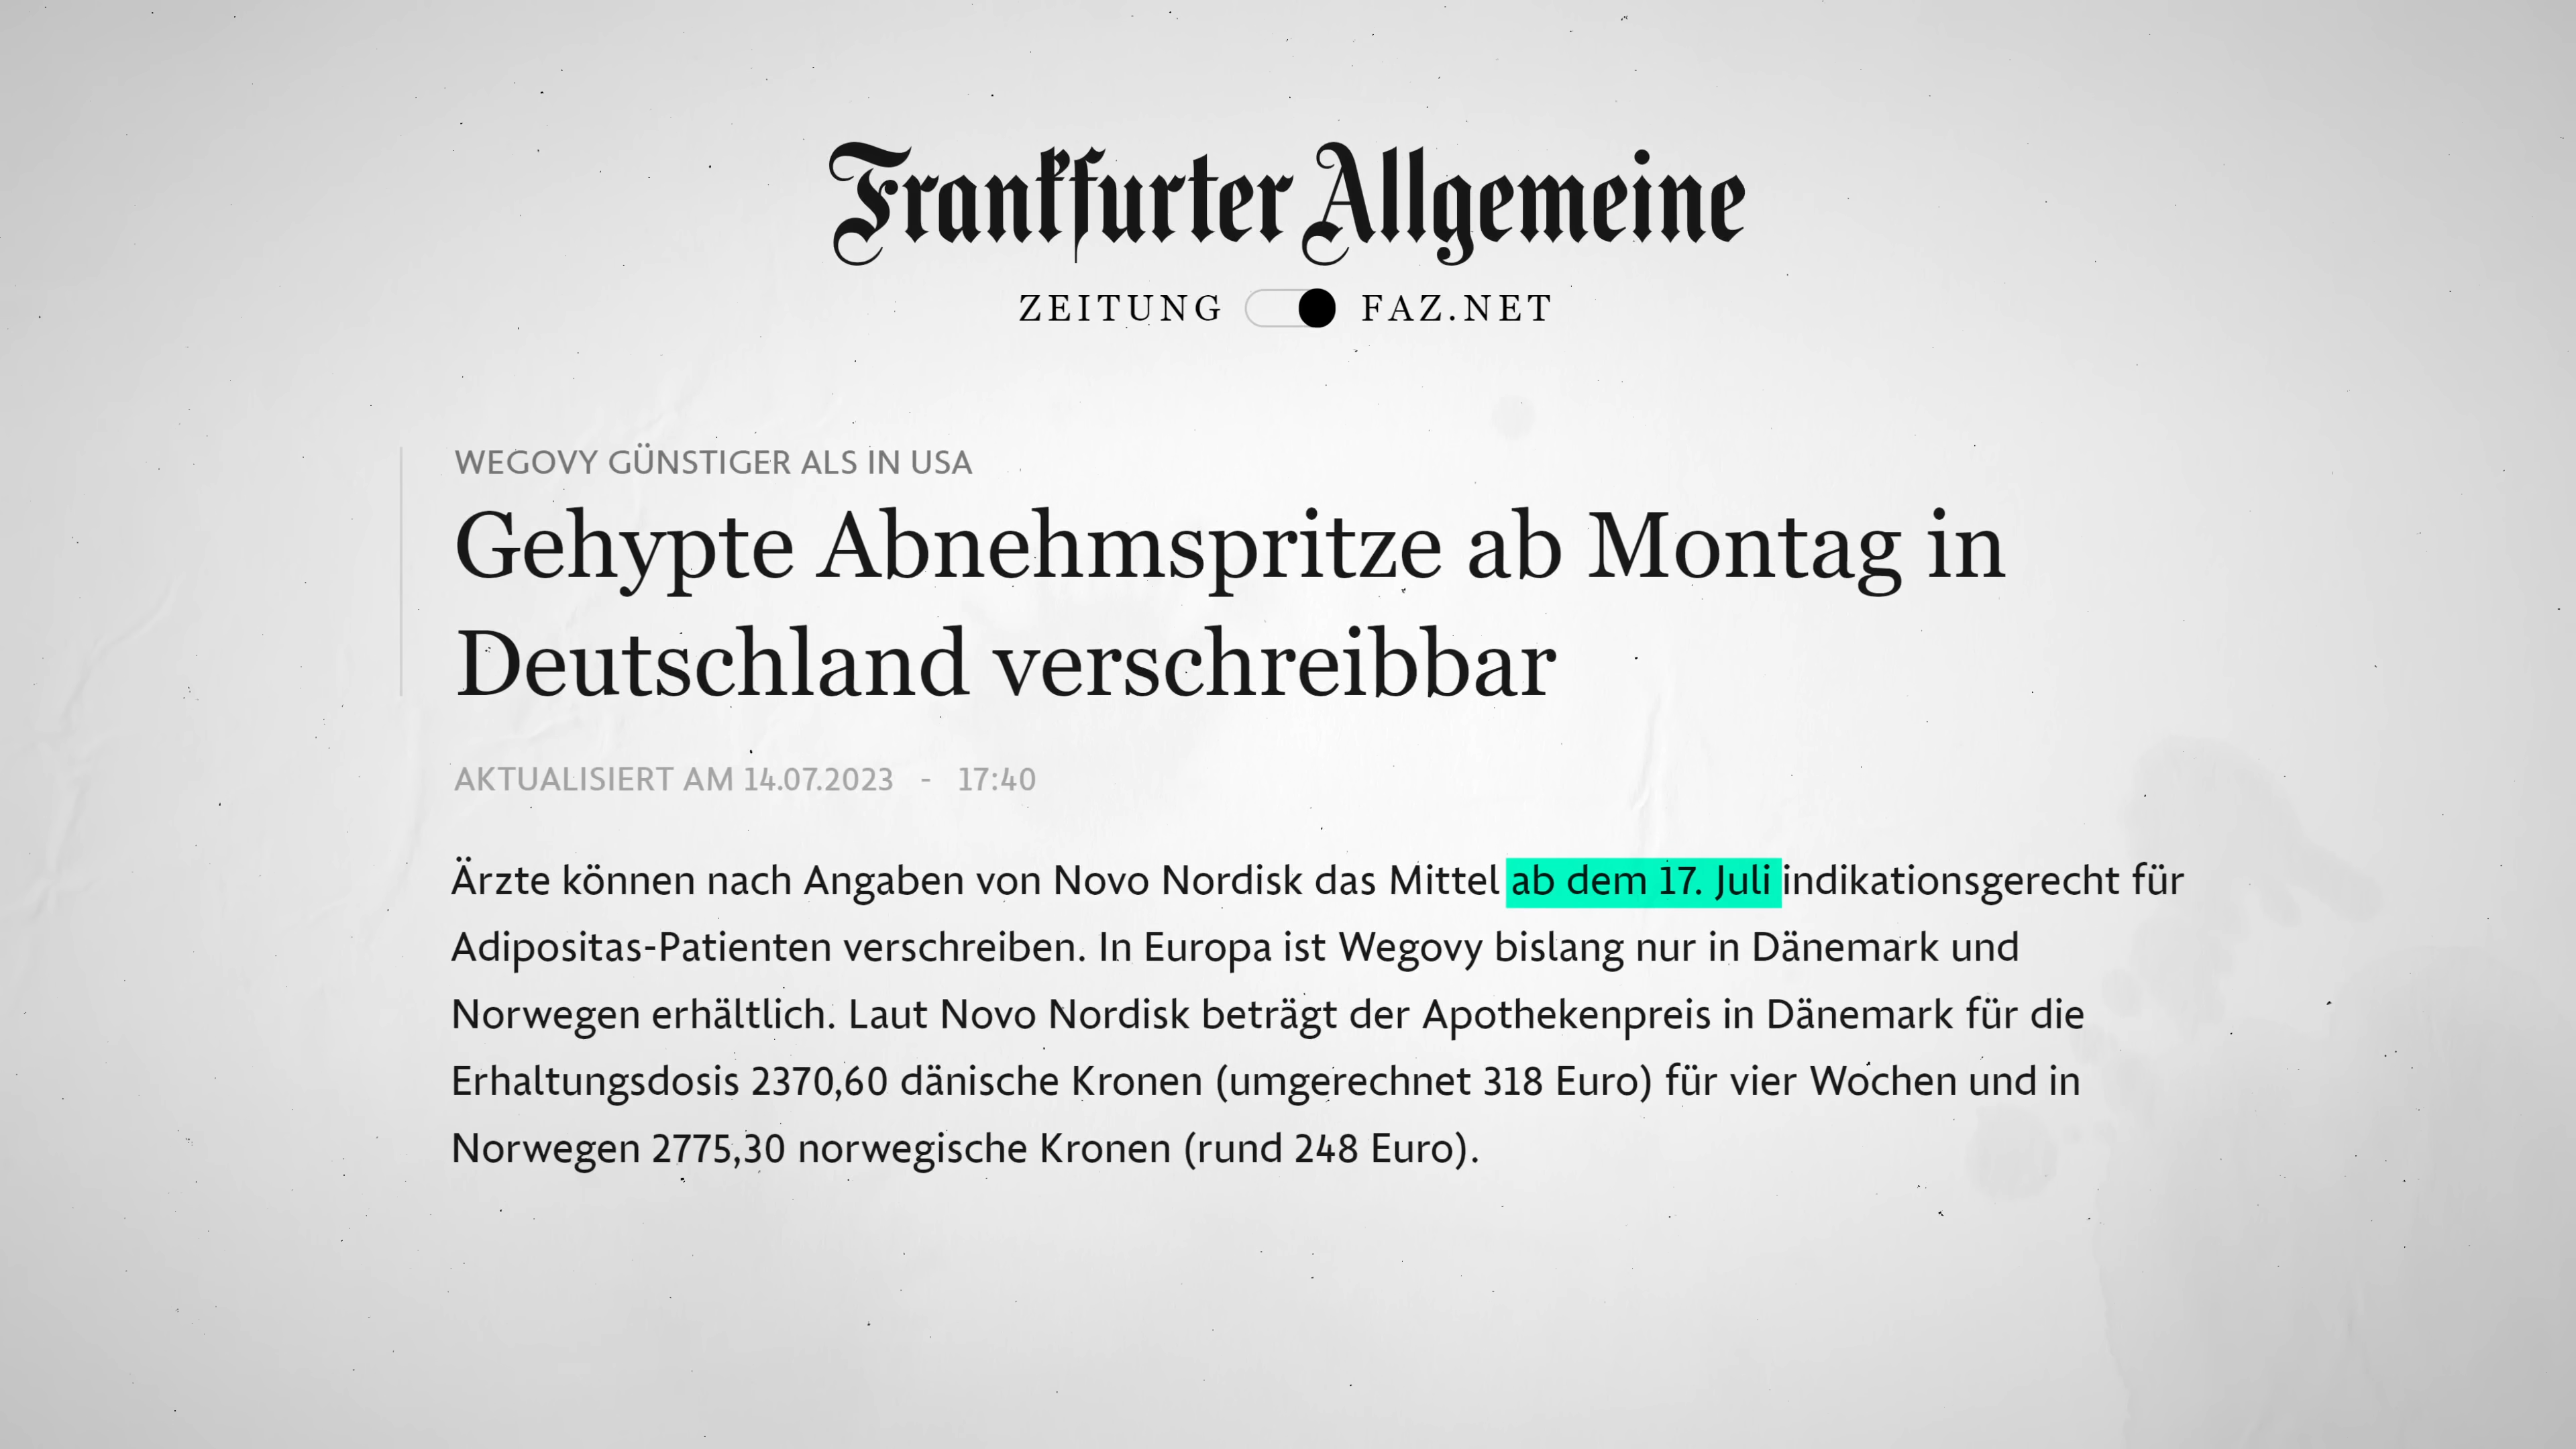 Frankfurter Allgemeine
ZEITUNG FAZ.NET
WEGOVY GÜNSTIGER ALS IN USA
Gehypte Abnehmspritze ab Montag in
Deutschland verschreibbar
AKTUALISIERT AM 14.07.2023 - 17:40
Ärzte können nach Angaben von Novo Nordisk das Mittel ab dem 17. Juli indikationsgerecht für
Adipositas-Patienten verschreiben. In Europa ist Wegovy bislang nur in Dänemark und
Norwegen erhältlich. Laut Novo Nordisk beträgt der Apothekenpreis in Dänemark für die
Erhaltungsdosis 2370,60 dänische Kronen (umgerechnet 318 Euro) für vier Wochen und in
Norwegen 2775,30 norwegische Kronen (rund 248 Euro).